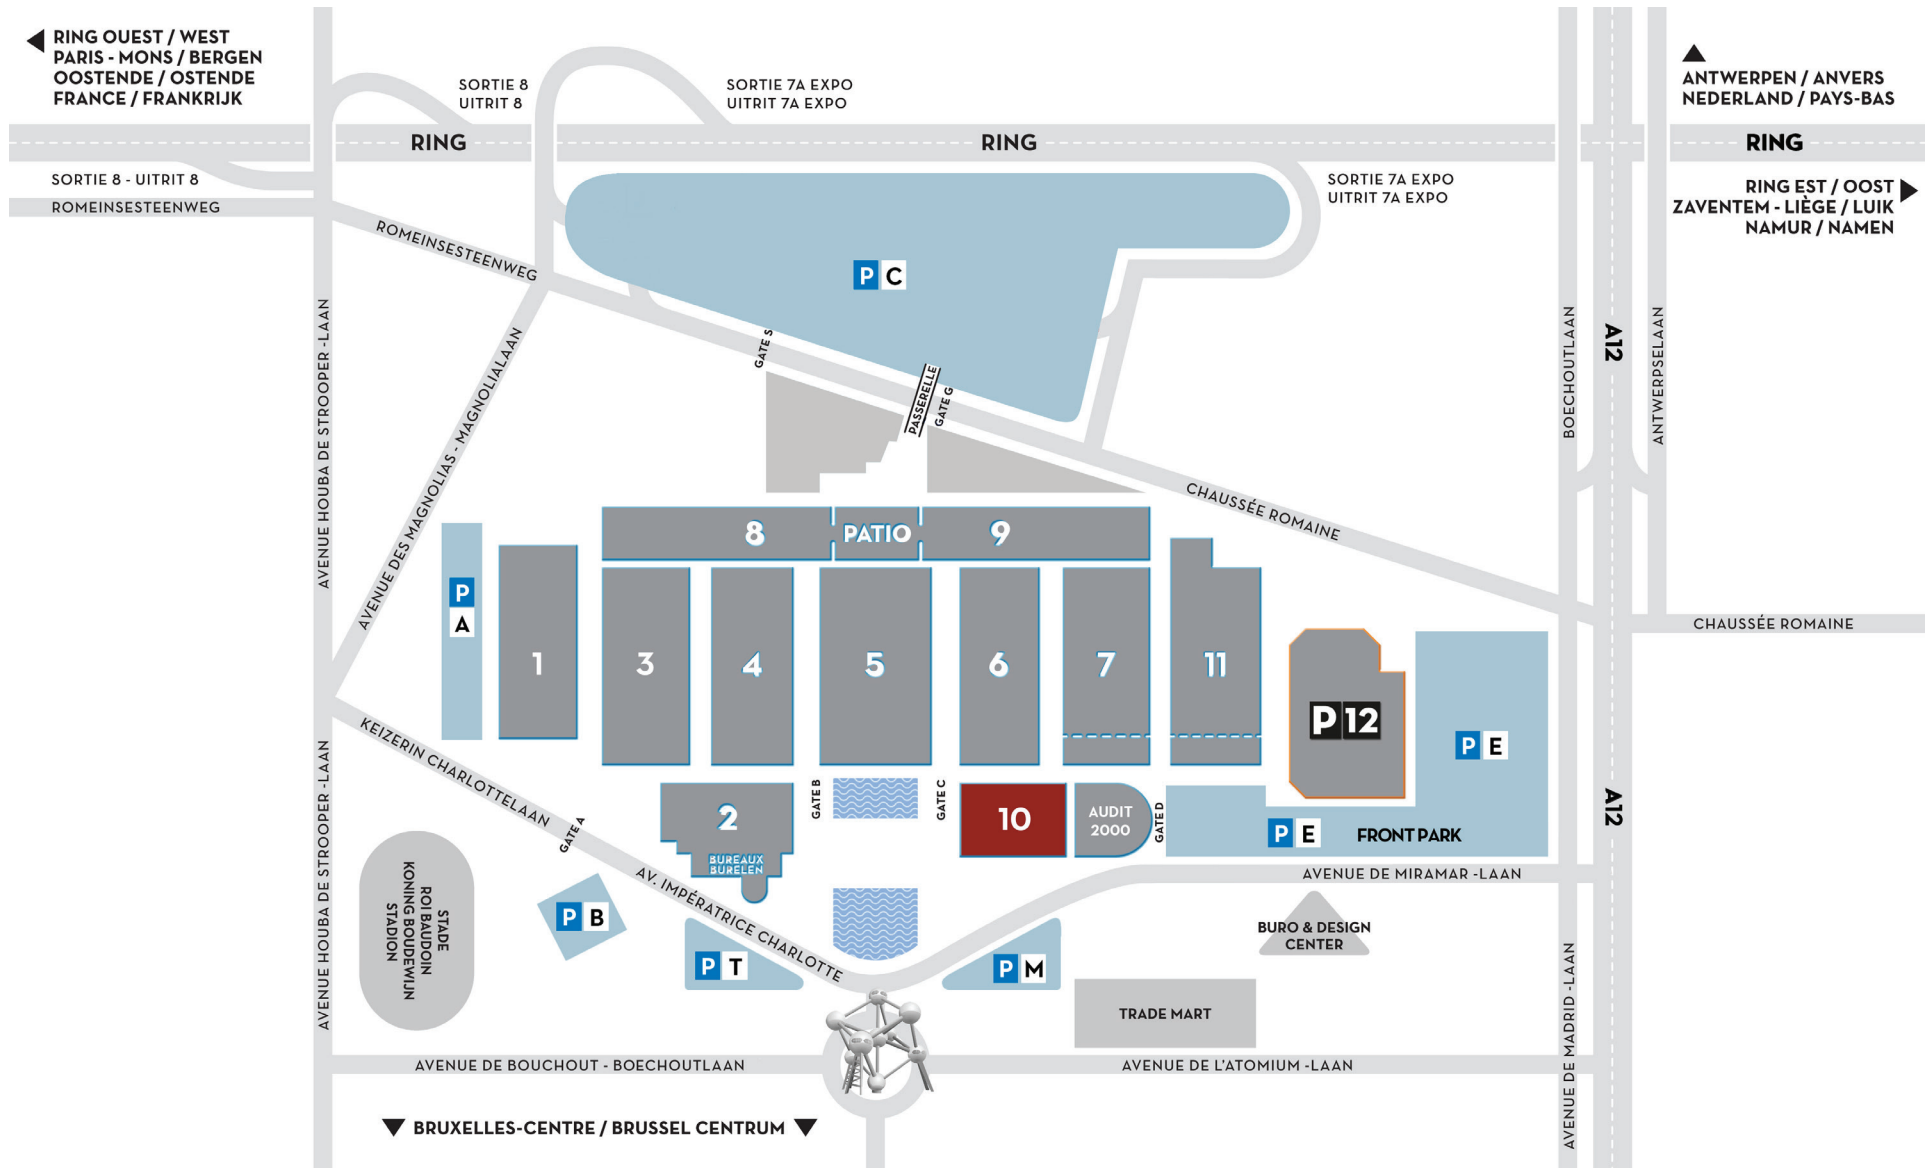 RING OUEST / WEST
PARIS - MONS / BERGEN
OOSTENDE / OSTENDE
FRANCE / FRANKRIJK
SORTIE 8
UITRIT 8
SORTIE 7A EXPO
UITRIT 7A EXPO
ANTWERPEN / ANVERS
NEDERLAND / PAYS-BAS
RING
RING
RING
SORTIE 8 - UITRIT 8
ROMEINSESTEENWEG
SORTIE 7A EXPO
UITRIT 7A EXPO
RING EST / OOST
ZAVENTEM - LIÈGE / LUIK
NAMUR / NAMEN
ROMEINSESTEENWEG
P C
AVENUE HOUBA DE STROOPER -LAAN
AVENUE DES MAGNOLIAS - MAGNOLIALAAN
GATE S
PASSERELLE
GATE G
BOECHOUTLAAN
A12
ANTWERPSELAAN
CHAUSSÉE ROMAINE
CHAUSSÉE ROMAINE
8
PATIO
9
P
A
1
3
4
5
6
7
11
P 12
P E
KEIZERIN CHARLOTTELAAN
GATE A
2
BUREAUX
BURELEN
GATE B
GATE C
10
AUDIT
2000
GATE D
P E
FRONT PARK
A12
AVENUE HOUBA DE STROOPER -LAAN
STADE
ROI BAUDOIN
KONING BOUDEWIJN
STADION
P B
AV. IMPÉRATRICE CHARLOTTE
P T
P M
AVENUE DE MIRAMAR -LAAN
BURO & DESIGN
CENTER
TRADE MART
AVENUE DE MADRID -LAAN
AVENUE DE BOUCHOUT - BOECHOUTLAAN
AVENUE DE L'ATOMIUM -LAAN
BRUXELLES-CENTRE / BRUSSEL CENTRUM